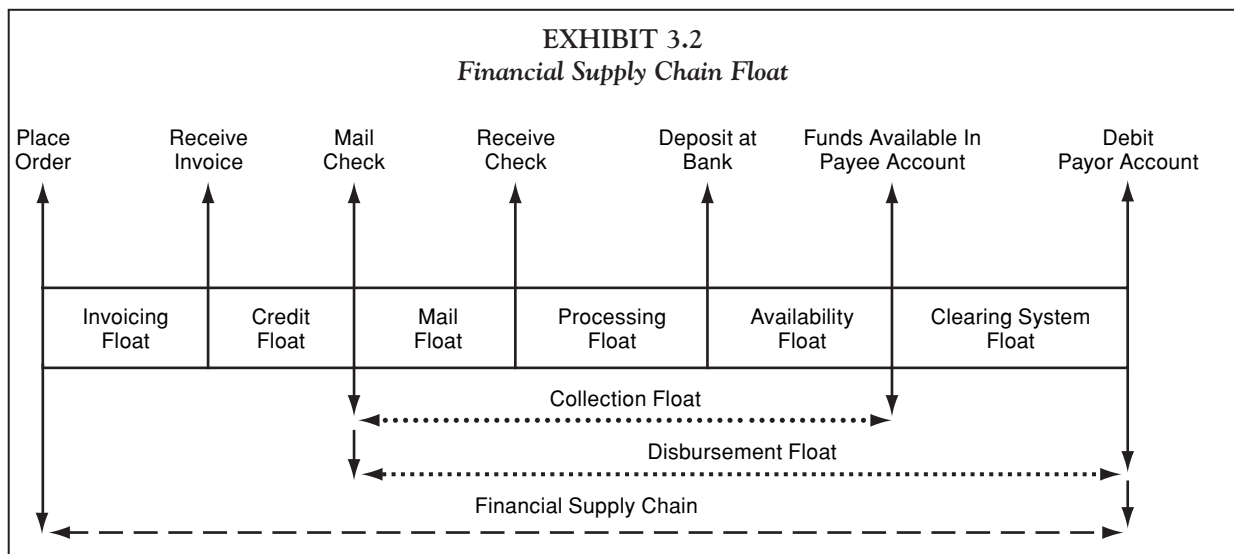 EXHIBIT 3.2
Financial Supply Chain Float
Place Order
Receive Invoice
Mail Check
Receive Check
Deposit at Bank
Funds Available In Payee Account
Debit Payor Account
Invoicing Float
Credit Float
Mail Float
Processing Float
Availability Float
Clearing System Float
Collection Float
Disbursement Float
Financial Supply Chain